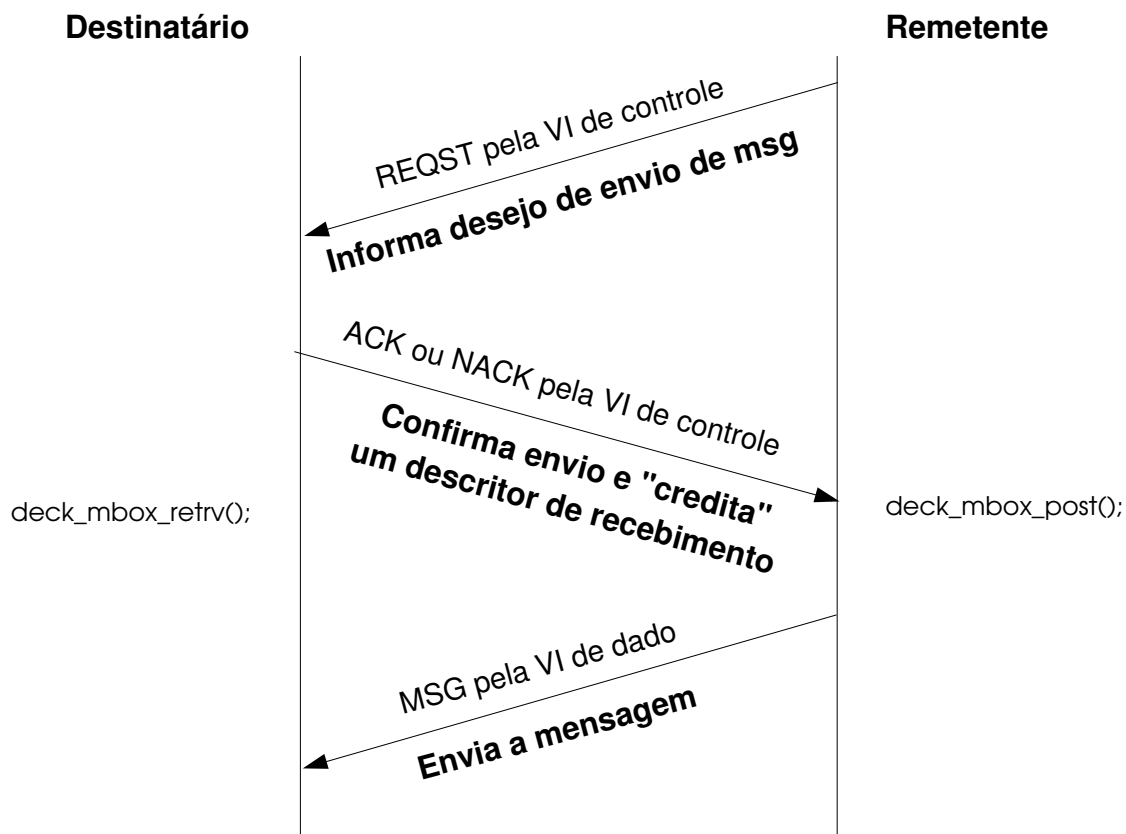 Destinatário
Remetente
REQST pela VI de controle
Informa desejo de envio de msg
ACK ou NACK pela VI de controle
Confirma envio e "credita"
um descritor de recebimento
deck_mbox_retrv();
deck_mbox_post();
MSG pela VI de dado
Envia a mensagem